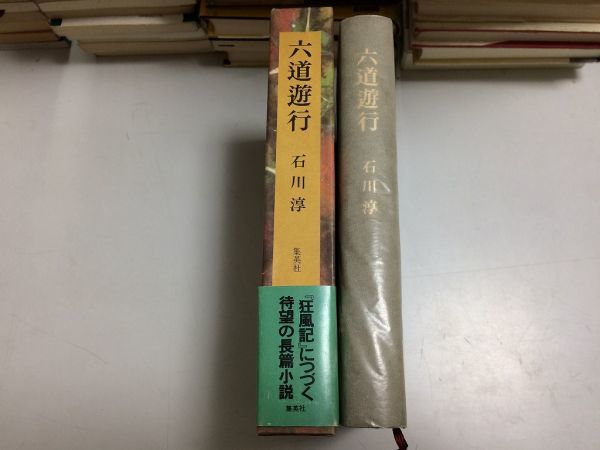 六道遊行
石川淳
集英社
『狂風記』につづく
待望の長篇小説
集英社
六道遊行
石川淳